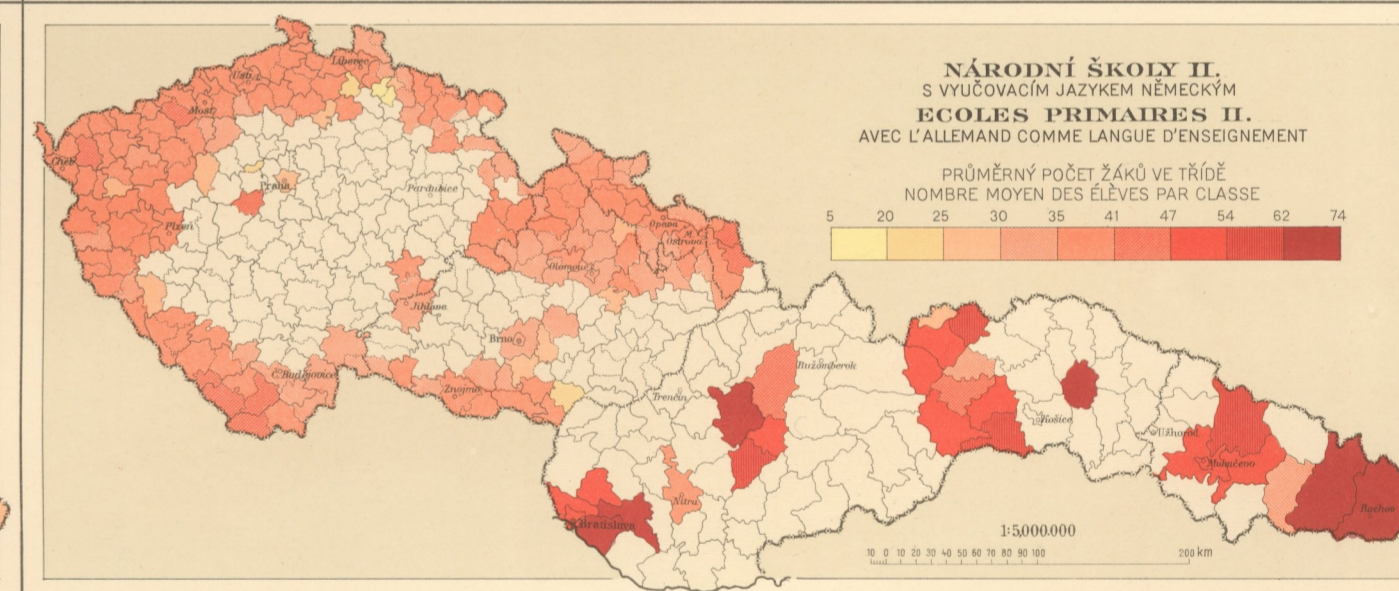 NÁRODNÍ ŠKOLY II.
S VYUČOVACÍM JAZYKEM NĚMECKÝM
ECOLES PRIMAIRES II.
AVEC L'ALLEMAND COMME LANGUE D'ENSEIGNEMENT
PRŮMĚRNÝ POČET ŽÁKŮ VE TŘÍDĚ
NOMBRE MOYEN DES ÉLÈVES PAR CLASSE
5 20 25 30 35 41 47 54 62 74
Liberec
Ústí
Most
Cheb
Praha
Pardubice
Plzeň
Opava
M. Ostrava
Olomouc
Jihlava
Brno
Č. Budějovice
Znojmo
Ružomberok
Trenčín
Košice
Užhorod
Mukačevo
Nitra
Rachov
Bratislava
1:5,000.000
10 0 10 20 30 40 50 60 70 80 90 100 200 km